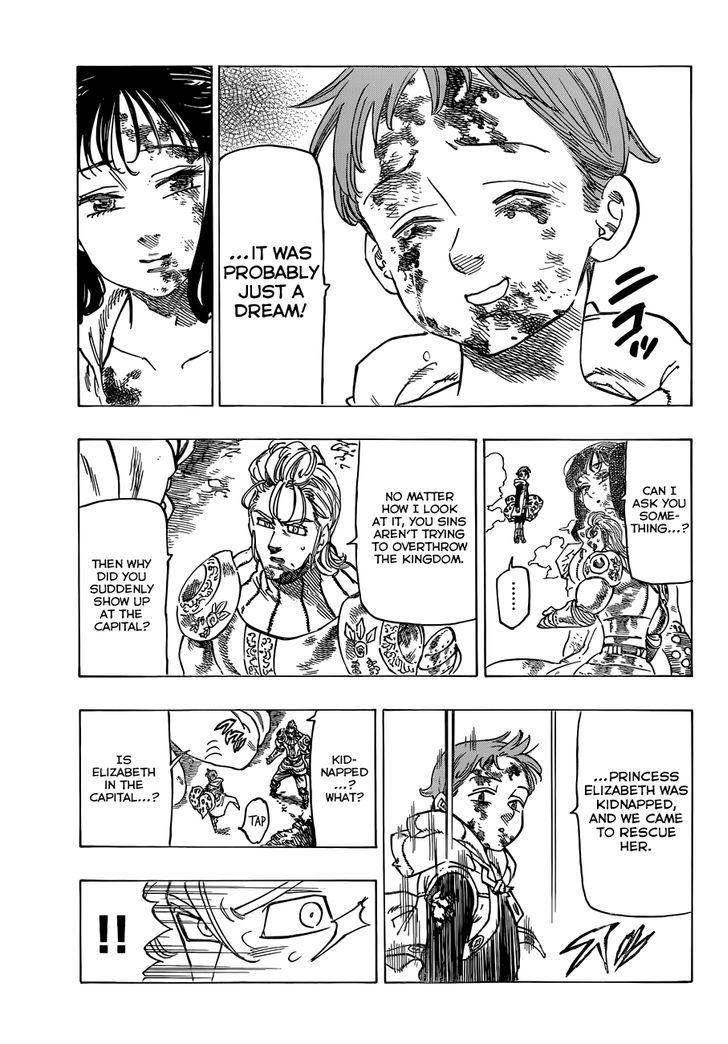 ...IT WAS
PROBABLY
JUST A
DREAM!
ニコッ
CAN I
ASK YOU
SOME-
THING...?
......
NO MATTER
HOW I LOOK
AT IT, YOU SINS
AREN'T TRYING
TO OVERTHROW
THE KINGDOM.
THEN WHY
DID YOU
SUDDENLY
SHOW UP
AT THE
CAPITAL?
...PRINCESS
ELIZABETH WAS
KIDNAPPED,
AND WE CAME
TO RESCUE
HER.
KID-
NAPPED
...?
WHAT?
TAP
IS
ELIZABETH
IN THE
CAPITAL...?
!!